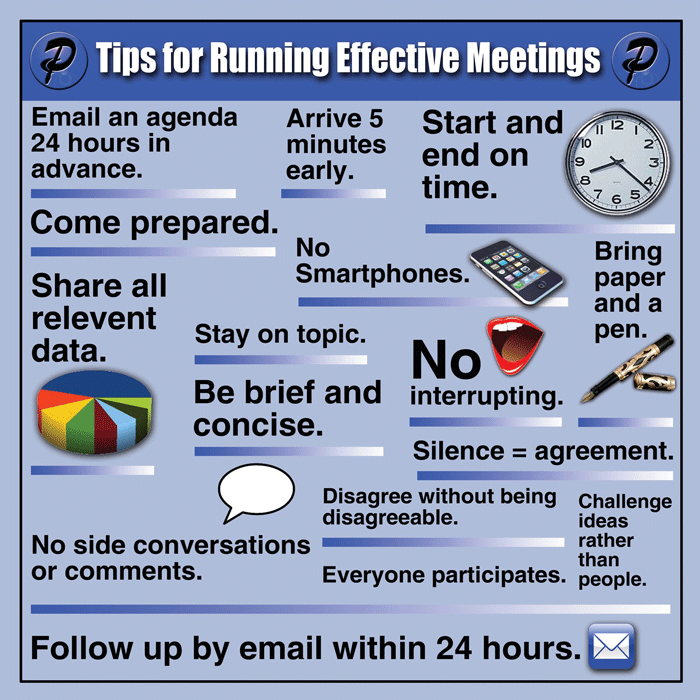 Tips for Running Effective Meetings
Email an agenda
24 hours in
advance.
Arrive 5
minutes
early.
Start and
end on
time.
12
1
2
3
4
5
6
7
8
9
10
11
Come prepared.
No
Smartphones.
Bring
paper
and a
pen.
Share all
relevent
data.
Stay on topic.
No
interrupting.
Be brief and
concise.
Silence = agreement.
Disagree without being
disagreeable.
Challenge
ideas
rather
than
people.
No side conversations
or comments.
Everyone participates.
Follow up by email within 24 hours.